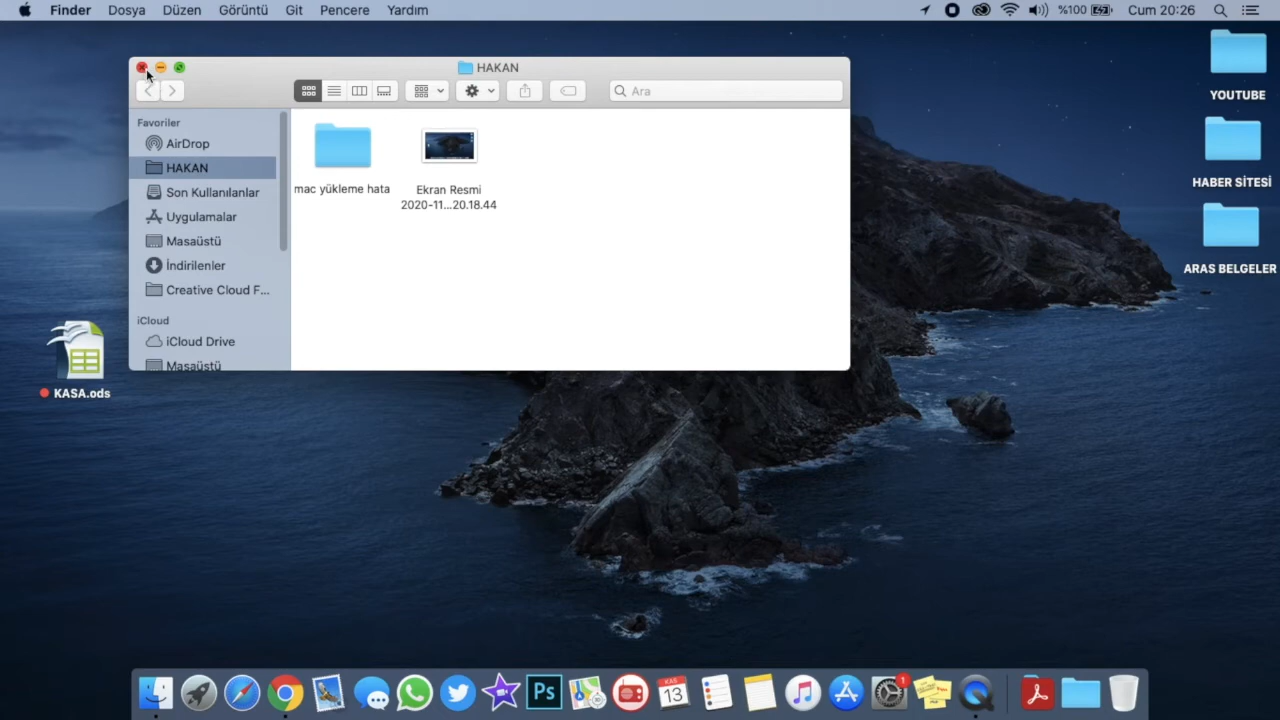 Finder Dosya Düzen Görüntü Git Pencere Yardım %100 Cum 20:26
HAKAN
Ara
Favoriler
AirDrop
HAKAN
Son Kullanılanlar
Uygulamalar
Masaüstü
İndirilenler
Creative Cloud F...
iCloud
iCloud Drive
Masaüstü
mac yükleme hata
Ekran Resmi
2020-11...20.18.44
YOUTUBE
HABER SİTESİ
ARAS BELGELER
KASA.ods
Ps
KAS
13
1